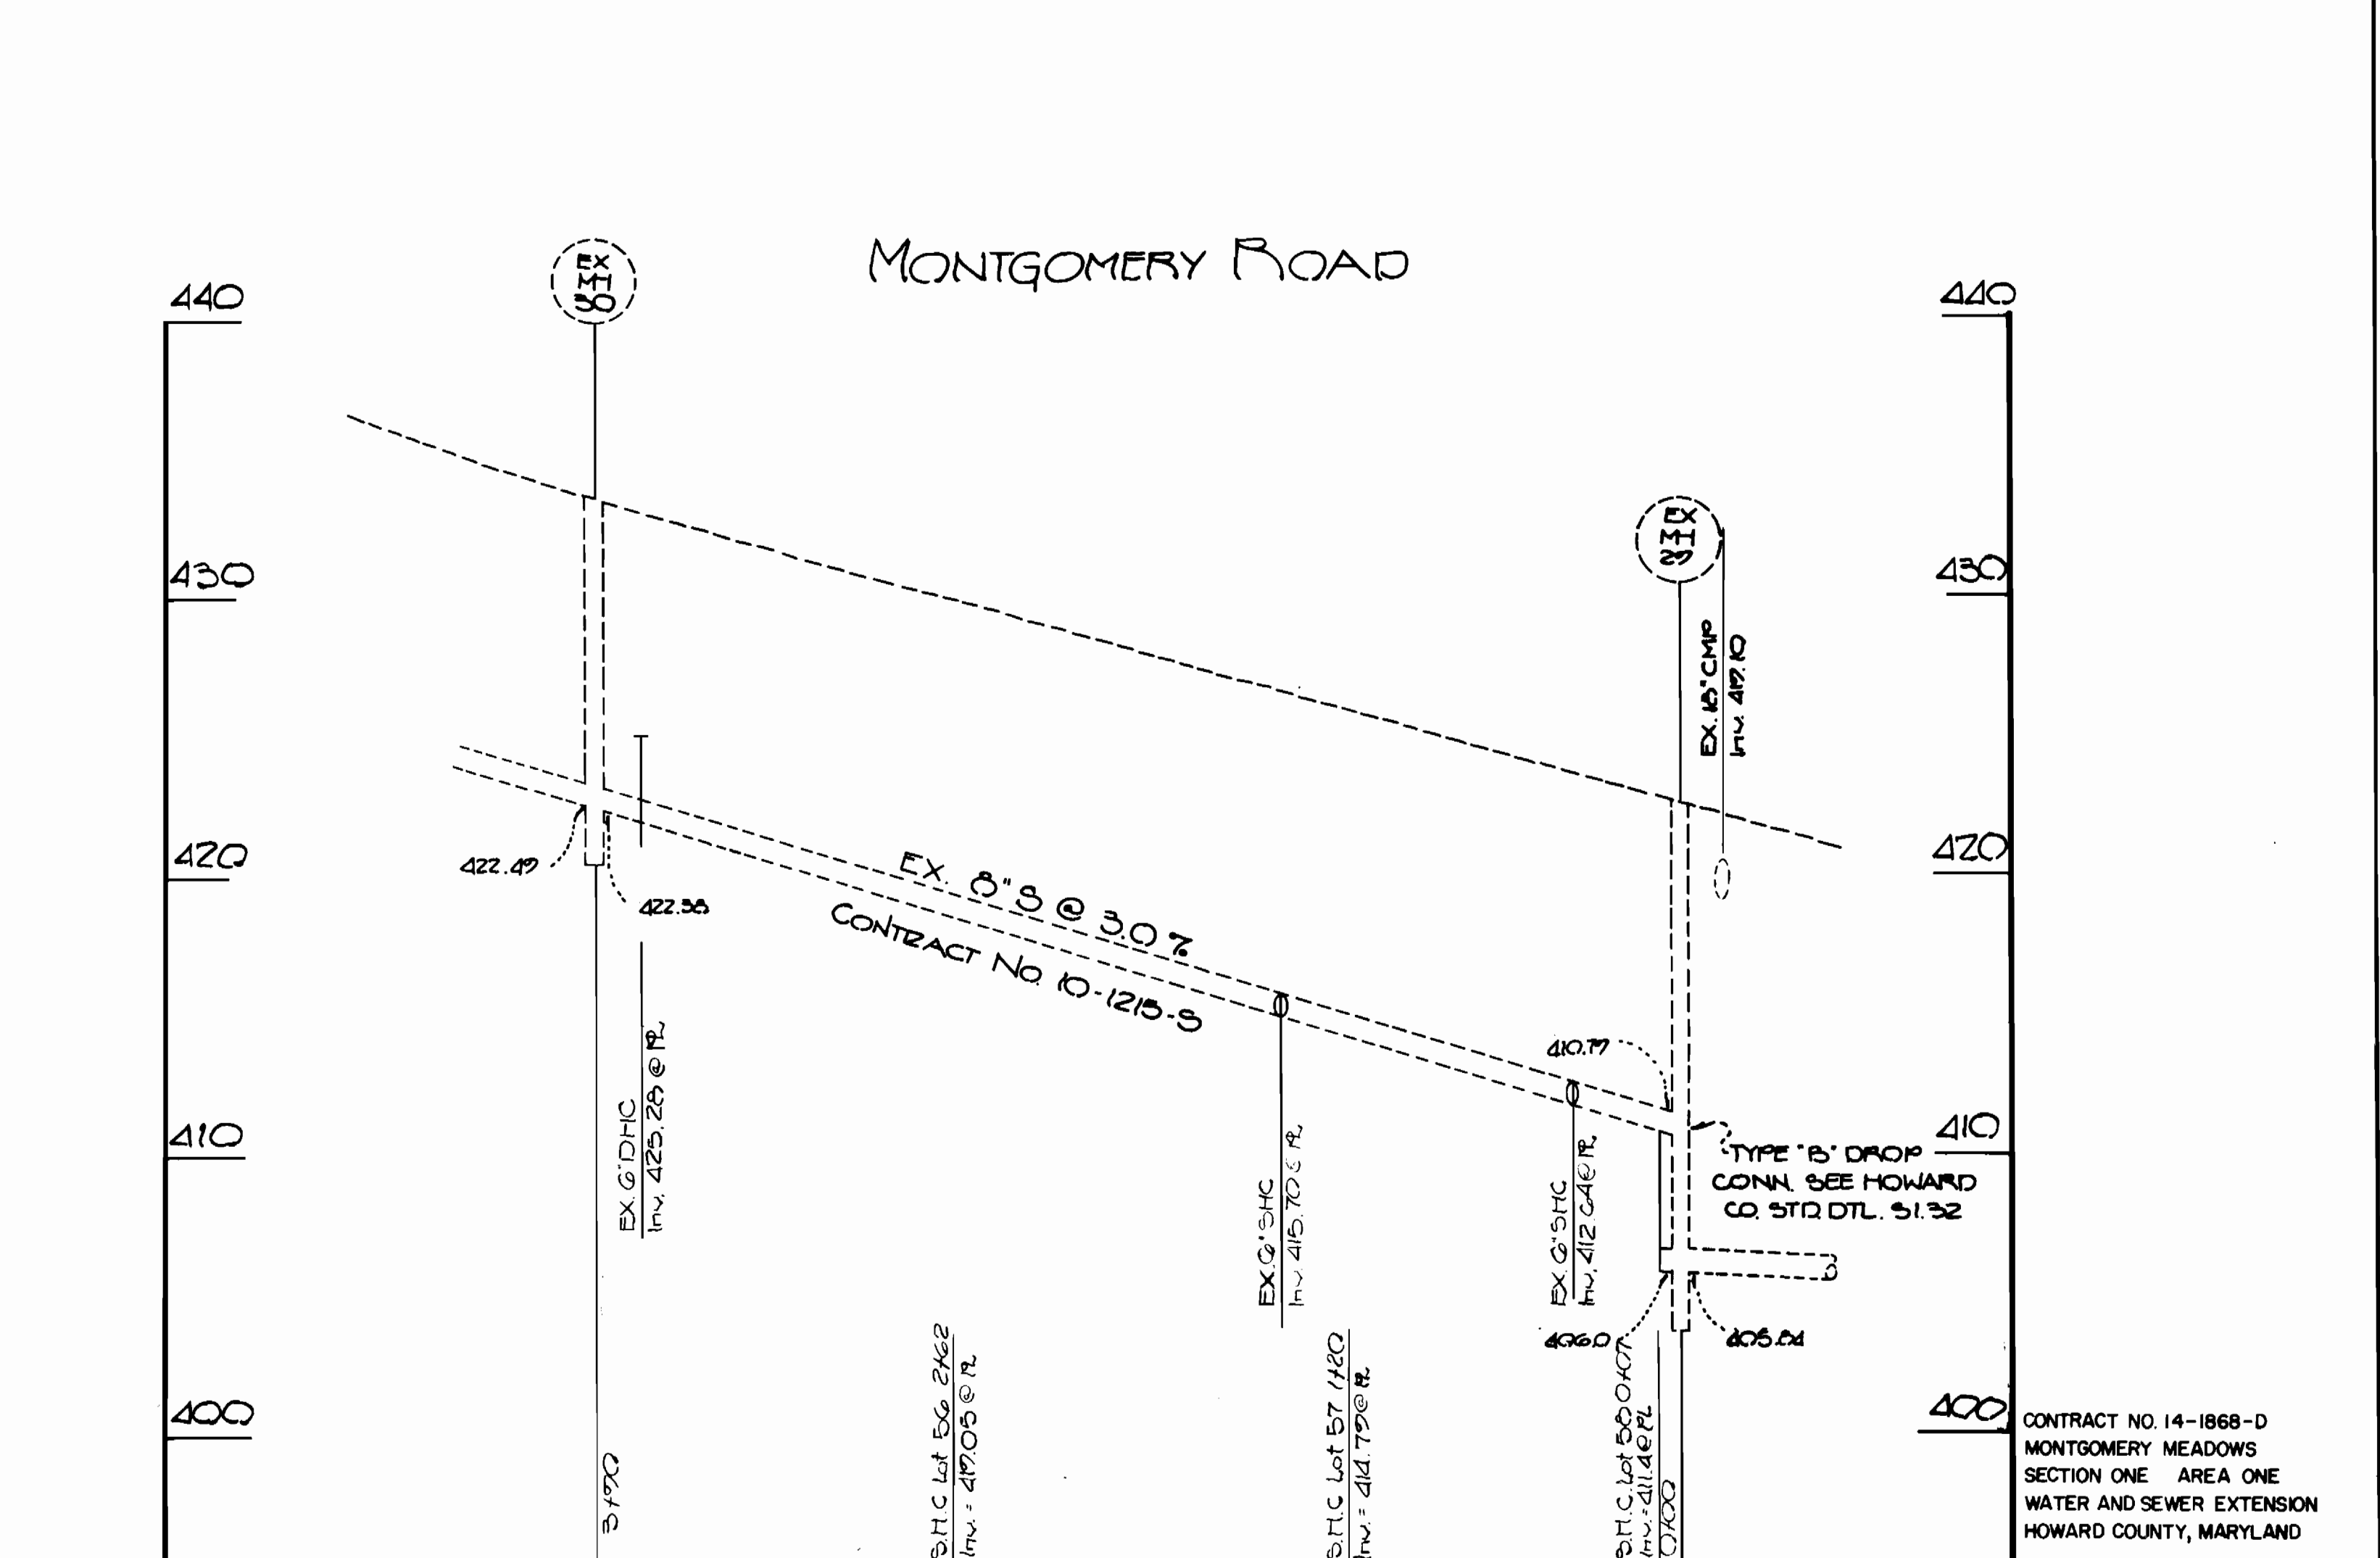 MONTGOMERY ROAD
EX
MH
30
440
440
430
430
EX
MH
29
EX. 18" CMP
Inv. 419.10
420
420
422.49
422.38
EX. 8" S @ 3.0 %
CONTRACT No. 10-1215-S
410
410
410.79
TYPE "B" DROP
CONN. SEE HOWARD
CO. STD. DTL. S1.32
EX. 6" DHC
Inv. 425.28 @ PL
EX. 6" SHC
Inv. 415.70 @ PL
EX. 6" SHC
Inv. 412.64 @ PL
406.0
405.84
400
400
3+90
S.H.C Lot 56 2+62
Inv. = 419.05 @ PL
S.H.C Lot 57 1+20
Inv. = 414.79 @ PL
S.H.C. Lot 58 0+07
Inv. = 411.4 @ PL
0+00
CONTRACT NO. 14-1868-D
MONTGOMERY MEADOWS
SECTION ONE AREA ONE
WATER AND SEWER EXTENSION
HOWARD COUNTY, MARYLAND